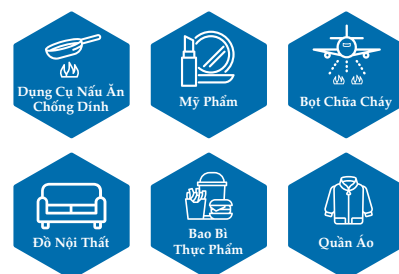 Dụng Cụ Nấu Ăn
Chống Dính
Mỹ Phẩm
Bọt Chữa Cháy
Đồ Nội Thất
Bao Bì
Thực Phẩm
Quần Áo